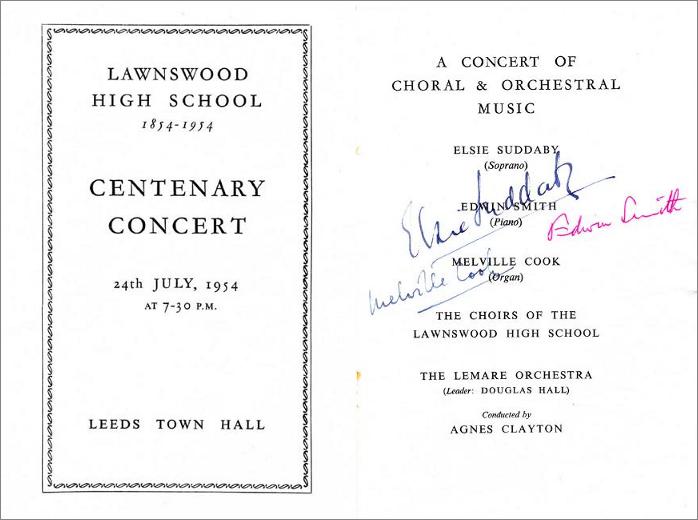 LAWNSWOOD
HIGH SCHOOL
1854-1954
CENTENARY
CONCERT
24th JULY, 1954
AT 7-30 P.M.
LEEDS TOWN HALL
A CONCERT OF
CHORAL & ORCHESTRAL
MUSIC
ELSIE SUDDABY
(Soprano)
Elsie Suddaby
EDWIN SMITH
(Piano)
Edwin Smith
MELVILLE COOK
(Organ)
Melville Cook
THE CHOIRS OF THE
LAWNSWOOD HIGH SCHOOL
THE LEMARE ORCHESTRA
(Leader: DOUGLAS HALL)
Conducted by
AGNES CLAYTON